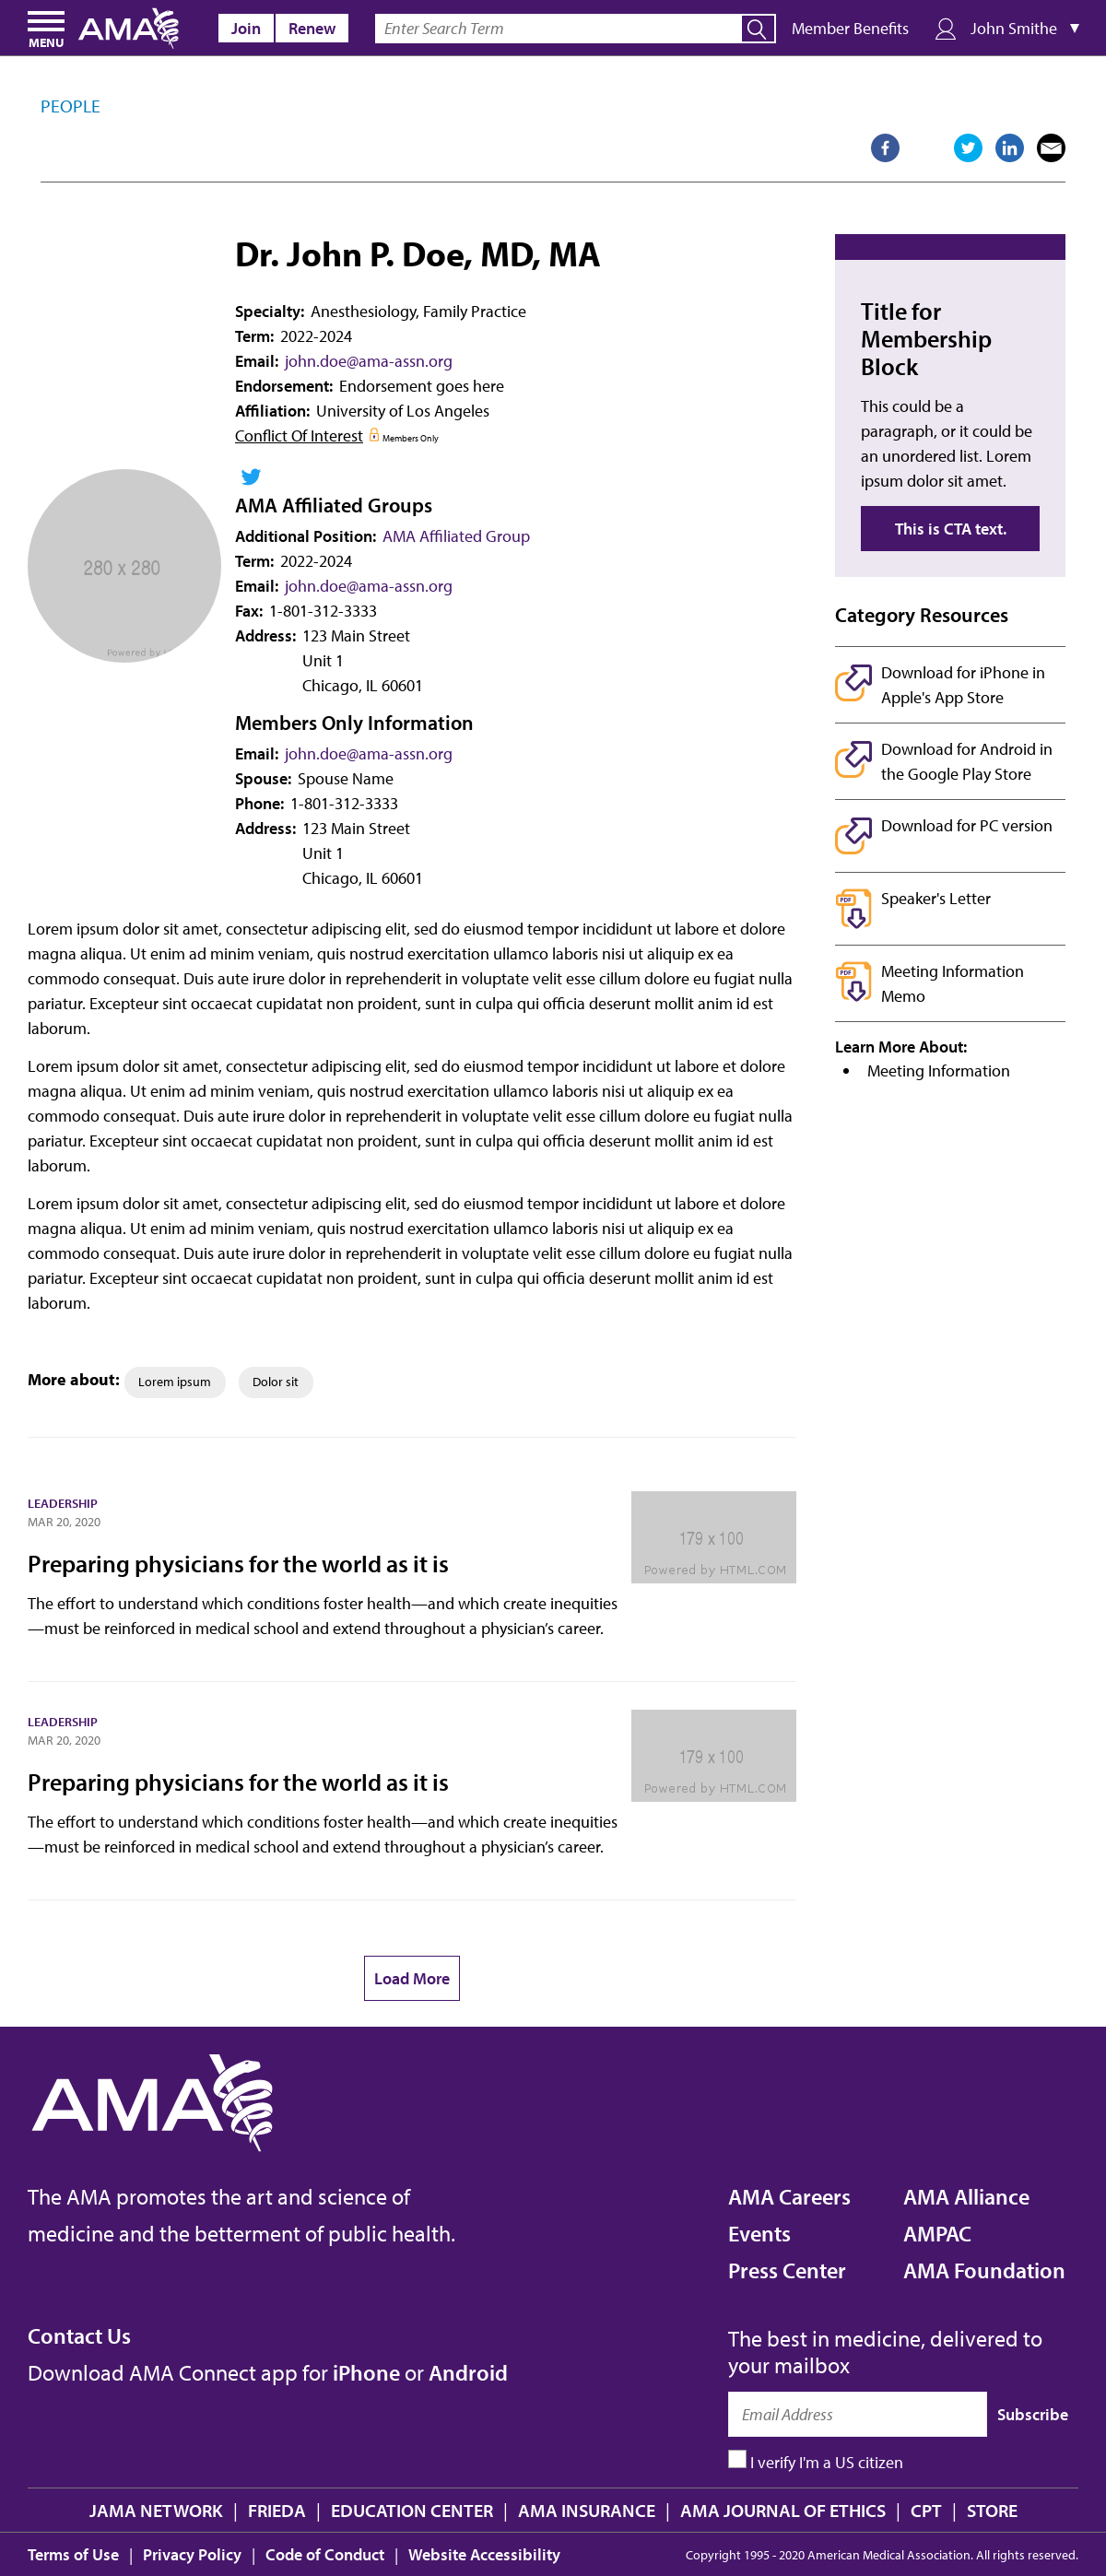 MENU
AMA
Join
Renew
Enter Search Term
Member Benefits
John Smithe ▼
PEOPLE
Dr. John P. Doe, MD, MA
Specialty: Anesthesiology, Family Practice
Term: 2022-2024
Email: john.doe@ama-assn.org
Endorsement: Endorsement goes here
Affiliation: University of Los Angeles
Conflict Of Interest Members Only
280 x 280
Powered by
AMA Affiliated Groups
Additional Position: AMA Affiliated Group
Term: 2022-2024
Email: john.doe@ama-assn.org
Fax: 1-801-312-3333
Address: 123 Main Street
Unit 1
Chicago, IL 60601
Members Only Information
Email: john.doe@ama-assn.org
Spouse: Spouse Name
Phone: 1-801-312-3333
Address: 123 Main Street
Unit 1
Chicago, IL 60601
Lorem ipsum dolor sit amet, consectetur adipiscing elit, sed do eiusmod tempor incididunt ut labore et dolore
magna aliqua. Ut enim ad minim veniam, quis nostrud exercitation ullamco laboris nisi ut aliquip ex ea
commodo consequat. Duis aute irure dolor in reprehenderit in voluptate velit esse cillum dolore eu fugiat nulla
pariatur. Excepteur sint occaecat cupidatat non proident, sunt in culpa qui officia deserunt mollit anim id est
laborum.
Lorem ipsum dolor sit amet, consectetur adipiscing elit, sed do eiusmod tempor incididunt ut labore et dolore
magna aliqua. Ut enim ad minim veniam, quis nostrud exercitation ullamco laboris nisi ut aliquip ex ea
commodo consequat. Duis aute irure dolor in reprehenderit in voluptate velit esse cillum dolore eu fugiat nulla
pariatur. Excepteur sint occaecat cupidatat non proident, sunt in culpa qui officia deserunt mollit anim id est
laborum.
Lorem ipsum dolor sit amet, consectetur adipiscing elit, sed do eiusmod tempor incididunt ut labore et dolore
magna aliqua. Ut enim ad minim veniam, quis nostrud exercitation ullamco laboris nisi ut aliquip ex ea
commodo consequat. Duis aute irure dolor in reprehenderit in voluptate velit esse cillum dolore eu fugiat nulla
pariatur. Excepteur sint occaecat cupidatat non proident, sunt in culpa qui officia deserunt mollit anim id est
laborum.
More about: Lorem ipsum Dolor sit
Title for
Membership
Block
This could be a
paragraph, or it could be
an unordered list. Lorem
ipsum dolor sit amet.
This is CTA text.
Category Resources
Download for iPhone in
Apple's App Store
Download for Android in
the Google Play Store
Download for PC version
PDF
Speaker's Letter
PDF
Meeting Information
Memo
Learn More About:
• Meeting Information
LEADERSHIP
MAR 20, 2020
Preparing physicians for the world as it is
The effort to understand which conditions foster health—and which create inequities
—must be reinforced in medical school and extend throughout a physician’s career.
179 x 100
Powered by HTML.COM
LEADERSHIP
MAR 20, 2020
Preparing physicians for the world as it is
The effort to understand which conditions foster health—and which create inequities
—must be reinforced in medical school and extend throughout a physician’s career.
179 x 100
Powered by HTML.COM
Load More
AMA
The AMA promotes the art and science of
medicine and the betterment of public health.
AMA Careers
Events
Press Center
AMA Alliance
AMPAC
AMA Foundation
Contact Us
Download AMA Connect app for iPhone or Android
The best in medicine, delivered to
your mailbox
Email Address
Subscribe
I verify I'm a US citizen
JAMA NETWORK | FRIEDA | EDUCATION CENTER | AMA INSURANCE | AMA JOURNAL OF ETHICS | CPT | STORE
Terms of Use | Privacy Policy | Code of Conduct | Website Accessibility
Copyright 1995 - 2020 American Medical Association. All rights reserved.